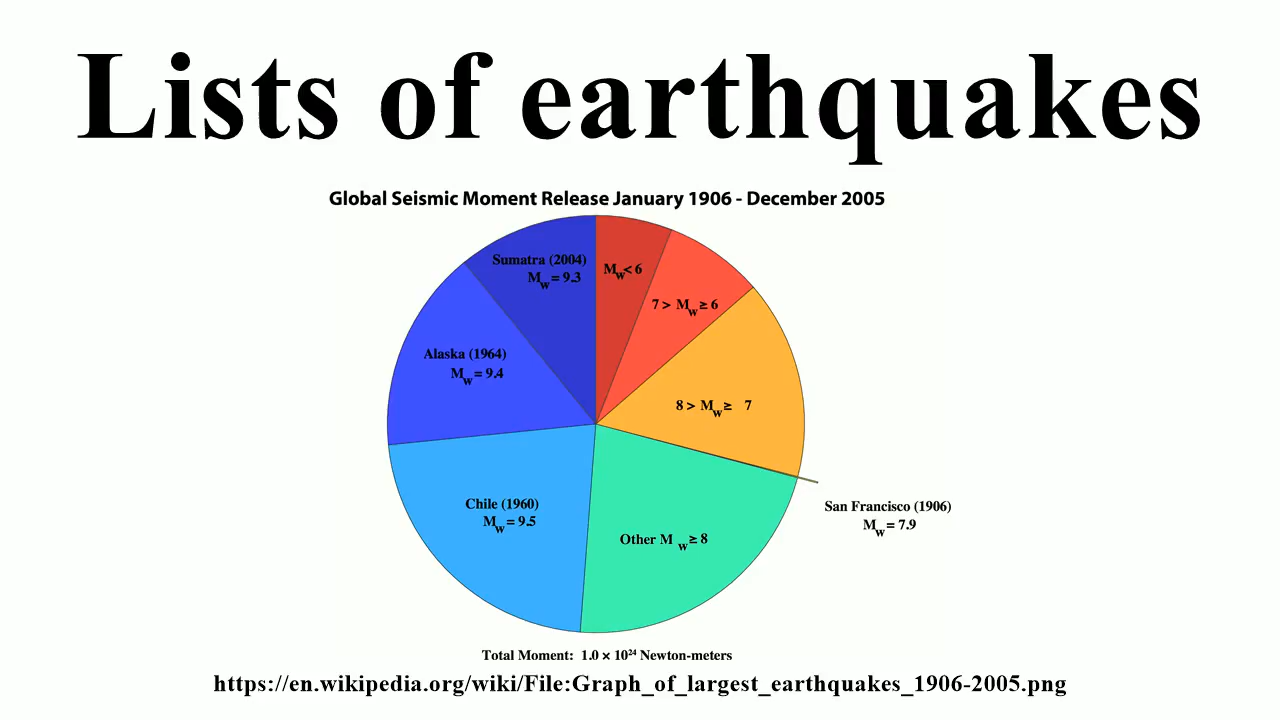 Lists of earthquakes
Global Seismic Moment Release January 1906 - December 2005
Sumatra (2004)
Mw = 9.3
Mw< 6
7 > Mw ≥ 6
Alaska (1964)
Mw = 9.4
8 > Mw ≥ 7
Chile (1960)
Mw = 9.5
Other M w ≥ 8
San Francisco (1906)
Mw = 7.9
Total Moment: 1.0 × 10²⁴ Newton-meters
https://en.wikipedia.org/wiki/File:Graph_of_largest_earthquakes_1906-2005.png